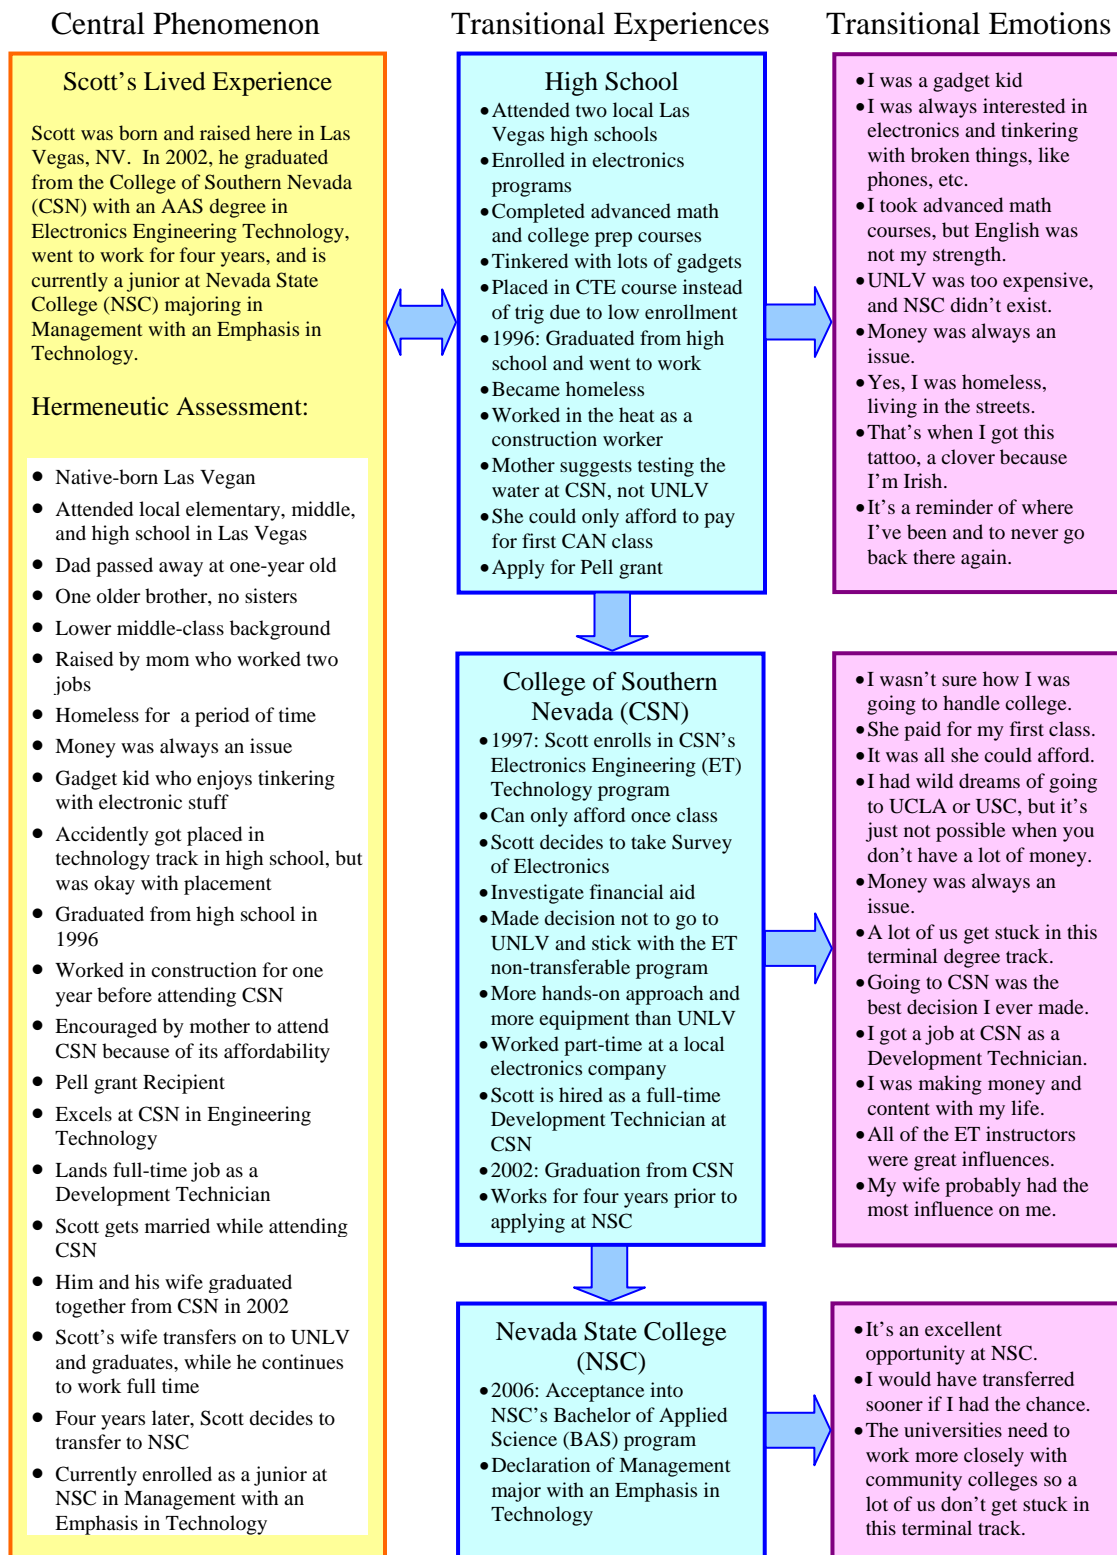 Central Phenomenon
Scott's Lived Experience
Scott was born and raised here in Las
Vegas, NV.  In 2002, he graduated
from the College of Southern Nevada
(CSN) with an AAS degree in
Electronics Engineering Technology,
went to work for four years, and is
currently a junior at Nevada State
College (NSC) majoring in
Management with an Emphasis in
Technology.
Hermeneutic Assessment:
• Native-born Las Vegan
• Attended local elementary, middle,
and high school in Las Vegas
• Dad passed away at one-year old
• One older brother, no sisters
• Lower middle-class background
• Raised by mom who worked two
jobs
• Homeless for  a period of time
• Money was always an issue
• Gadget kid who enjoys tinkering
with electronic stuff
• Accidently got placed in
technology track in high school, but
was okay with placement
• Graduated from high school in
1996
• Worked in construction for one
year before attending CSN
• Encouraged by mother to attend
CSN because of its affordability
• Pell grant Recipient
• Excels at CSN in Engineering
Technology
• Lands full-time job as a
Development Technician
• Scott gets married while attending
CSN
• Him and his wife graduated
together from CSN in 2002
• Scott's wife transfers on to UNLV
and graduates, while he continues
to work full time
• Four years later, Scott decides to
transfer to NSC
• Currently enrolled as a junior at
NSC in Management with an
Emphasis in Technology
Transitional Experiences
High School
• Attended two local Las
Vegas high schools
• Enrolled in electronics
programs
• Completed advanced math
and college prep courses
• Tinkered with lots of gadgets
• Placed in CTE course instead
of trig due to low enrollment
• 1996: Graduated from high
school and went to work
• Became homeless
• Worked in the heat as a
construction worker
• Mother suggests testing the
water at CSN, not UNLV
• She could only afford to pay
for first CAN class
• Apply for Pell grant
College of Southern
Nevada (CSN)
• 1997: Scott enrolls in CSN's
Electronics Engineering (ET)
Technology program
• Can only afford once class
• Scott decides to take Survey
of Electronics
• Investigate financial aid
• Made decision not to go to
UNLV and stick with the ET
non-transferable program
• More hands-on approach and
more equipment than UNLV
• Worked part-time at a local
electronics company
• Scott is hired as a full-time
Development Technician at
CSN
• 2002: Graduation from CSN
• Works for four years prior to
applying at NSC
Nevada State College
(NSC)
• 2006: Acceptance into
NSC's Bachelor of Applied
Science (BAS) program
• Declaration of Management
major with an Emphasis in
Technology
Transitional Emotions
• I was a gadget kid
• I was always interested in
electronics and tinkering
with broken things, like
phones, etc.
• I took advanced math
courses, but English was
not my strength.
• UNLV was too expensive,
and NSC didn't exist.
• Money was always an
issue.
• Yes, I was homeless,
living in the streets.
• That's when I got this
tattoo, a clover because
I'm Irish.
• It's a reminder of where
I've been and to never go
back there again.
• I wasn't sure how I was
going to handle college.
• She paid for my first class.
• It was all she could afford.
• I had wild dreams of going
to UCLA or USC, but it's
just not possible when you
don't have a lot of money.
• Money was always an
issue.
• A lot of us get stuck in this
terminal degree track.
• Going to CSN was the
best decision I ever made.
• I got a job at CSN as a
Development Technician.
• I was making money and
content with my life.
• All of the ET instructors
were great influences.
• My wife probably had the
most influence on me.
• It's an excellent
opportunity at NSC.
• I would have transferred
sooner if I had the chance.
• The universities need to
work more closely with
community colleges so a
lot of us don't get stuck in
this terminal track.